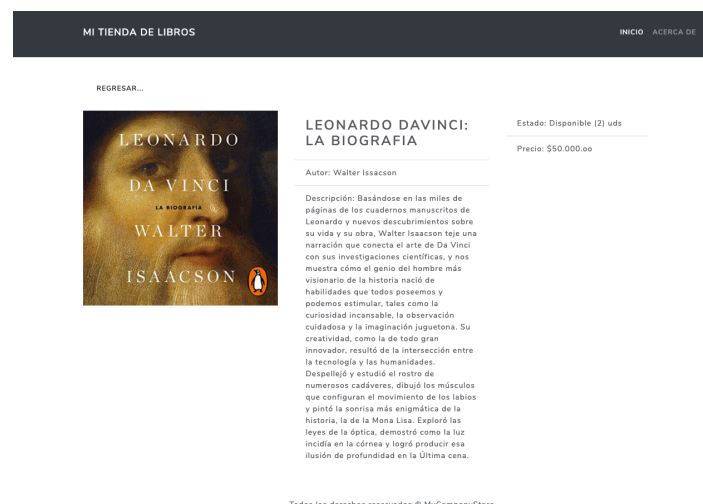 MI TIENDA DE LIBROS
INICIO ACERCA DE
REGRESAR...
LEONARDO
DA VINCI
LA BIOGRAFÍA
WALTER
ISAACSON
LEONARDO DAVINCI:
LA BIOGRAFIA
Autor: Walter Issacson
Descripción: Basándose en las miles de
páginas de los cuadernos manuscritos de
Leonardo y nuevos descubrimientos sobre
su vida y su obra, Walter Isaacson teje una
narración que conecta el arte de Da Vinci
con sus investigaciones científicas, y nos
muestra cómo el genio del hombre más
visionario de la historia nació de
habilidades que todos poseemos y
podemos estimular, tales como la
curiosidad incansable, la observación
cuidadosa y la imaginación juguetona. Su
creatividad, como la de todo gran
innovador, resultó de la intersección entre
la tecnología y las humanidades.
Despellejó y estudió el rostro de
numerosos cadáveres, dibujó los músculos
que configuran el movimiento de los labios
y pintó la sonrisa más enigmática de la
historia, la de la Mona Lisa. Exploró las
leyes de la óptica, demostró como la luz
incidía en la córnea y logró producir esa
ilusión de profundidad en la Última cena.
Estado: Disponible (2) uds
Precio: $50.000.oo
Todos los derechos reservados © MyCompanyStore